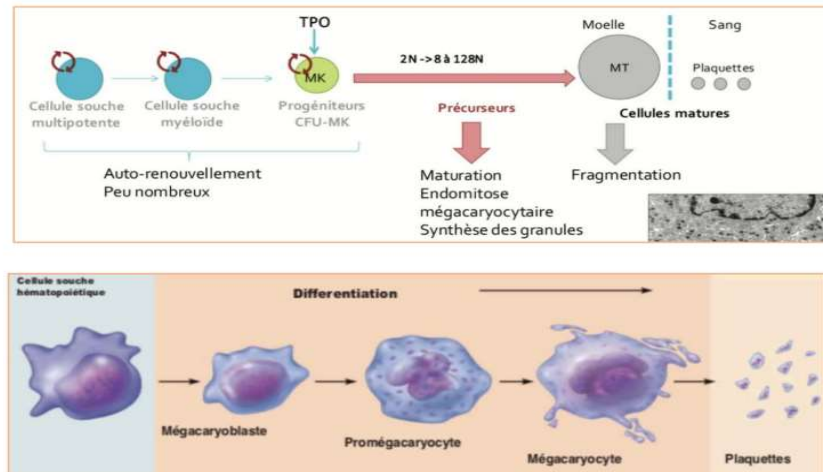 TPO
Moelle
Sang
2N ->8 à 128N
MK
MT
Plaquettes
Cellule souche
multipotente
Cellule souche
myéloïde
Progéniteurs
CFU-MK
Précurseurs
Cellules matures
Auto-renouvellement
Peu nombreux
Maturation
Endomitose
mégacaryocytaire
Synthèse des granules
Fragmentation
Cellule souche
hématopoïétique
Differentiation
Mégacaryoblaste
Promégacaryocyte
Mégacaryocyte
Plaquettes